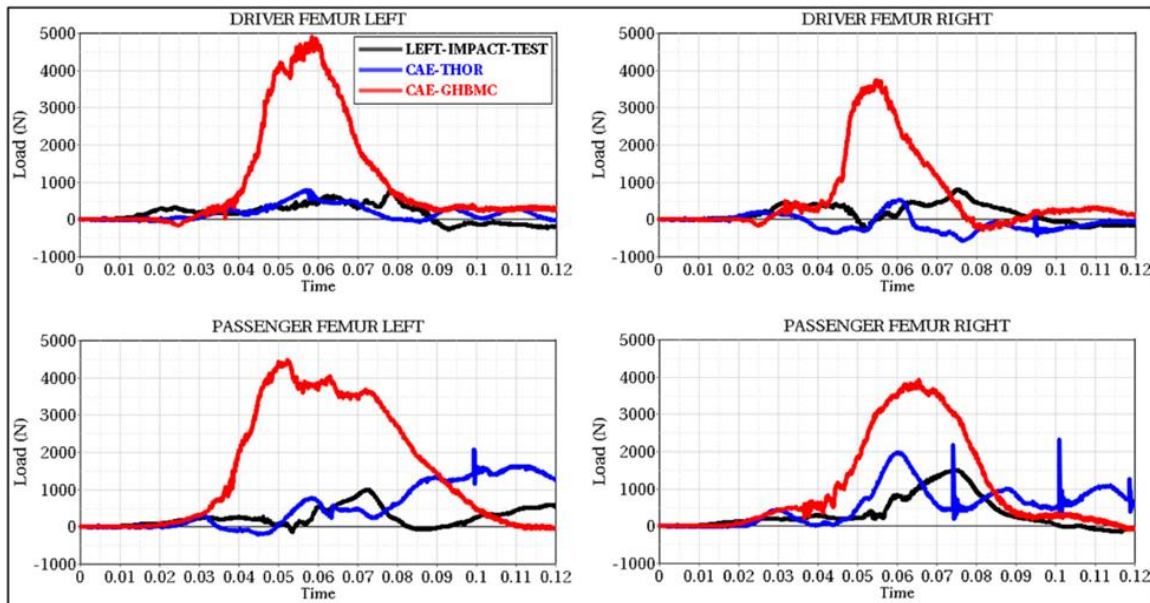 DRIVER FEMUR LEFT
5000
4000
3000
2000
1000
0
-1000
Load (N)
LEFT-IMPACT-TEST
CAE-THOR
CAE-GHBMC
0 0.01 0.02 0.03 0.04 0.05 0.06 0.07 0.08 0.09 0.1 0.11 0.12
Time
DRIVER FEMUR RIGHT
5000
4000
3000
2000
1000
0
-1000
Load (N)
0 0.01 0.02 0.03 0.04 0.05 0.06 0.07 0.08 0.09 0.1 0.11 0.12
Time
PASSENGER FEMUR LEFT
5000
4000
3000
2000
1000
0
-1000
Load (N)
0 0.01 0.02 0.03 0.04 0.05 0.06 0.07 0.08 0.09 0.1 0.11 0.12
Time
PASSENGER FEMUR RIGHT
5000
4000
3000
2000
1000
0
-1000
Load (N)
0 0.01 0.02 0.03 0.04 0.05 0.06 0.07 0.08 0.09 0.1 0.11 0.12
Time